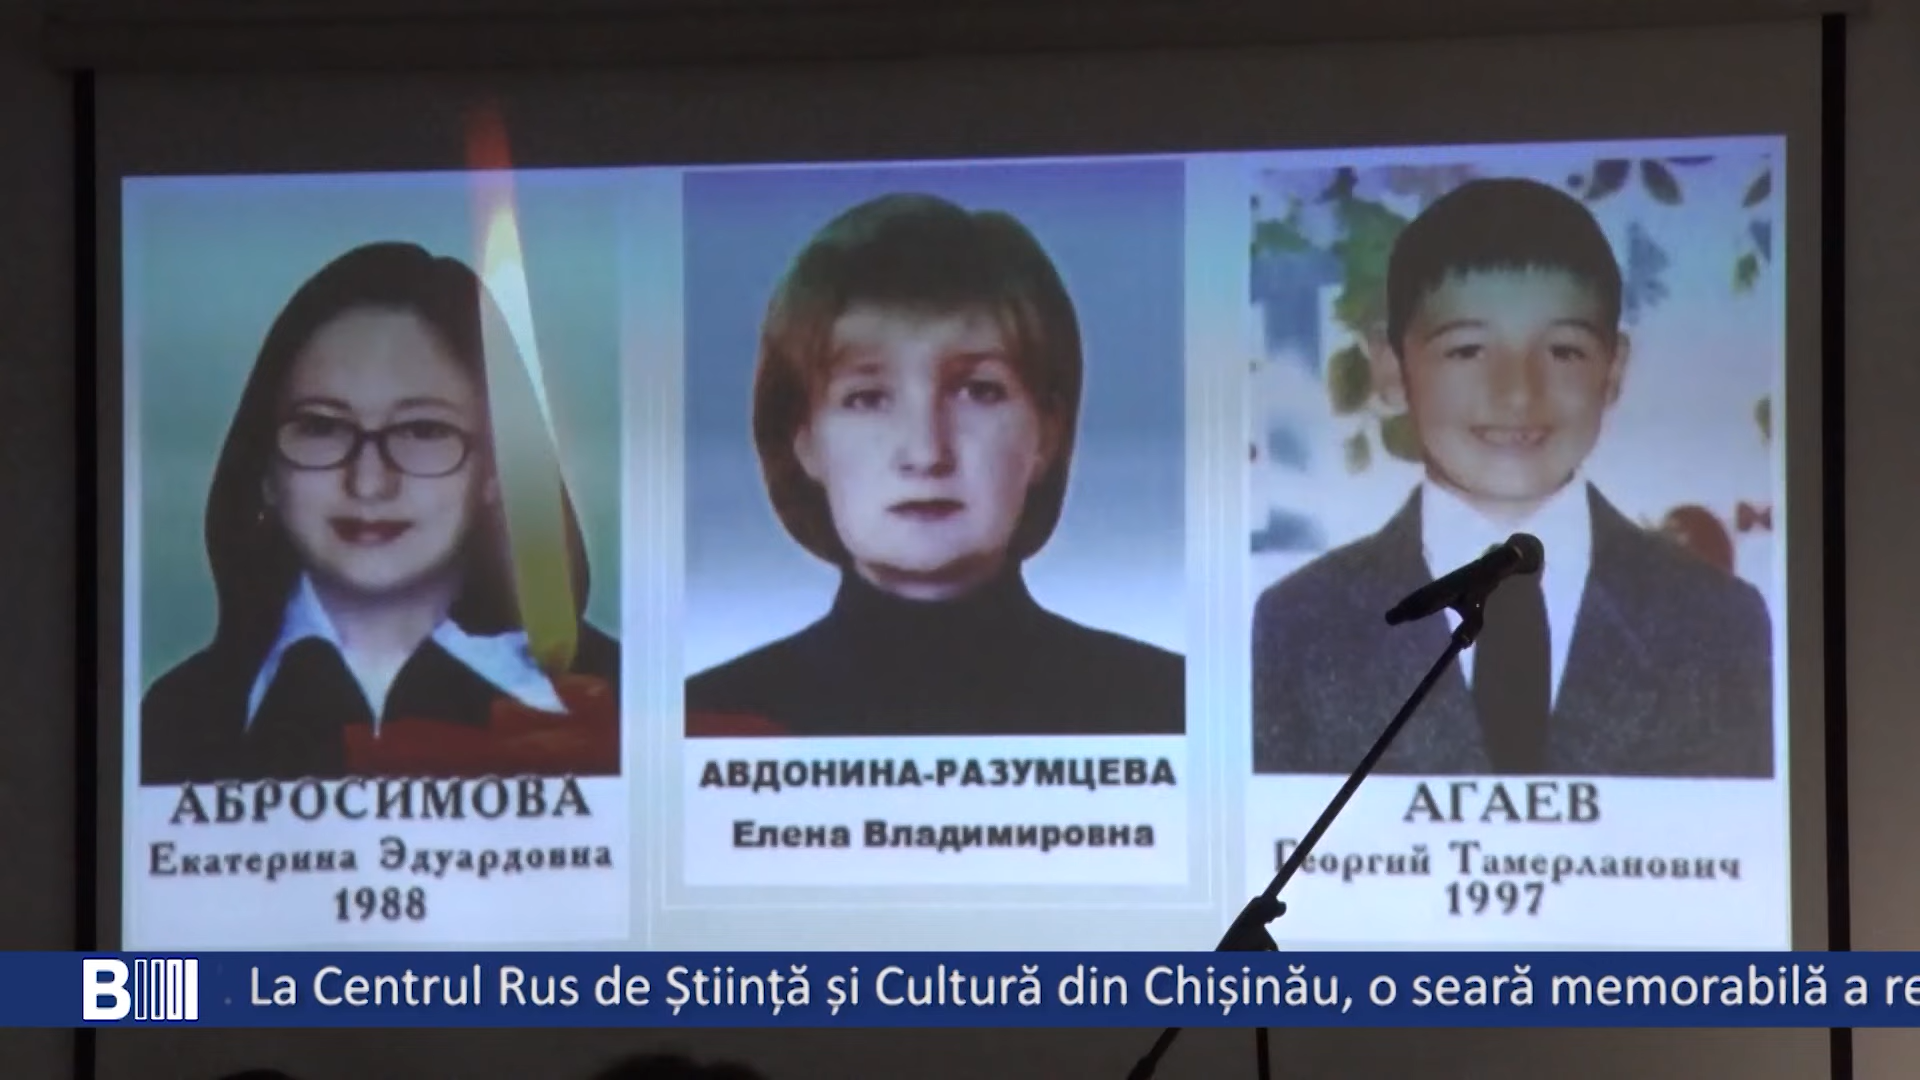 АБРОСИМОВА
Екатерина Эдуардовна
1988
АВДОНИНА-РАЗУМЦЕВА
Елена Владимировна
АГАЕВ
Георгий Тамерланович
1997
. La Centrul Rus de Știință și Cultură din Chișinău, o seară memorabilă a re